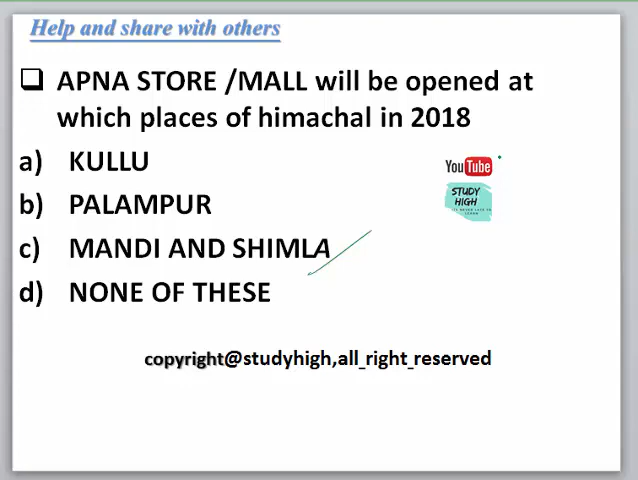 Help and share with others
APNA STORE /MALL will be opened at
which places of himachal in 2018
a) KULLU
b) PALAMPUR
c) MANDI AND SHIMLA
d) NONE OF THESE
YouTube
STUDY
HIGH
copyright@studyhigh,all_right_reserved